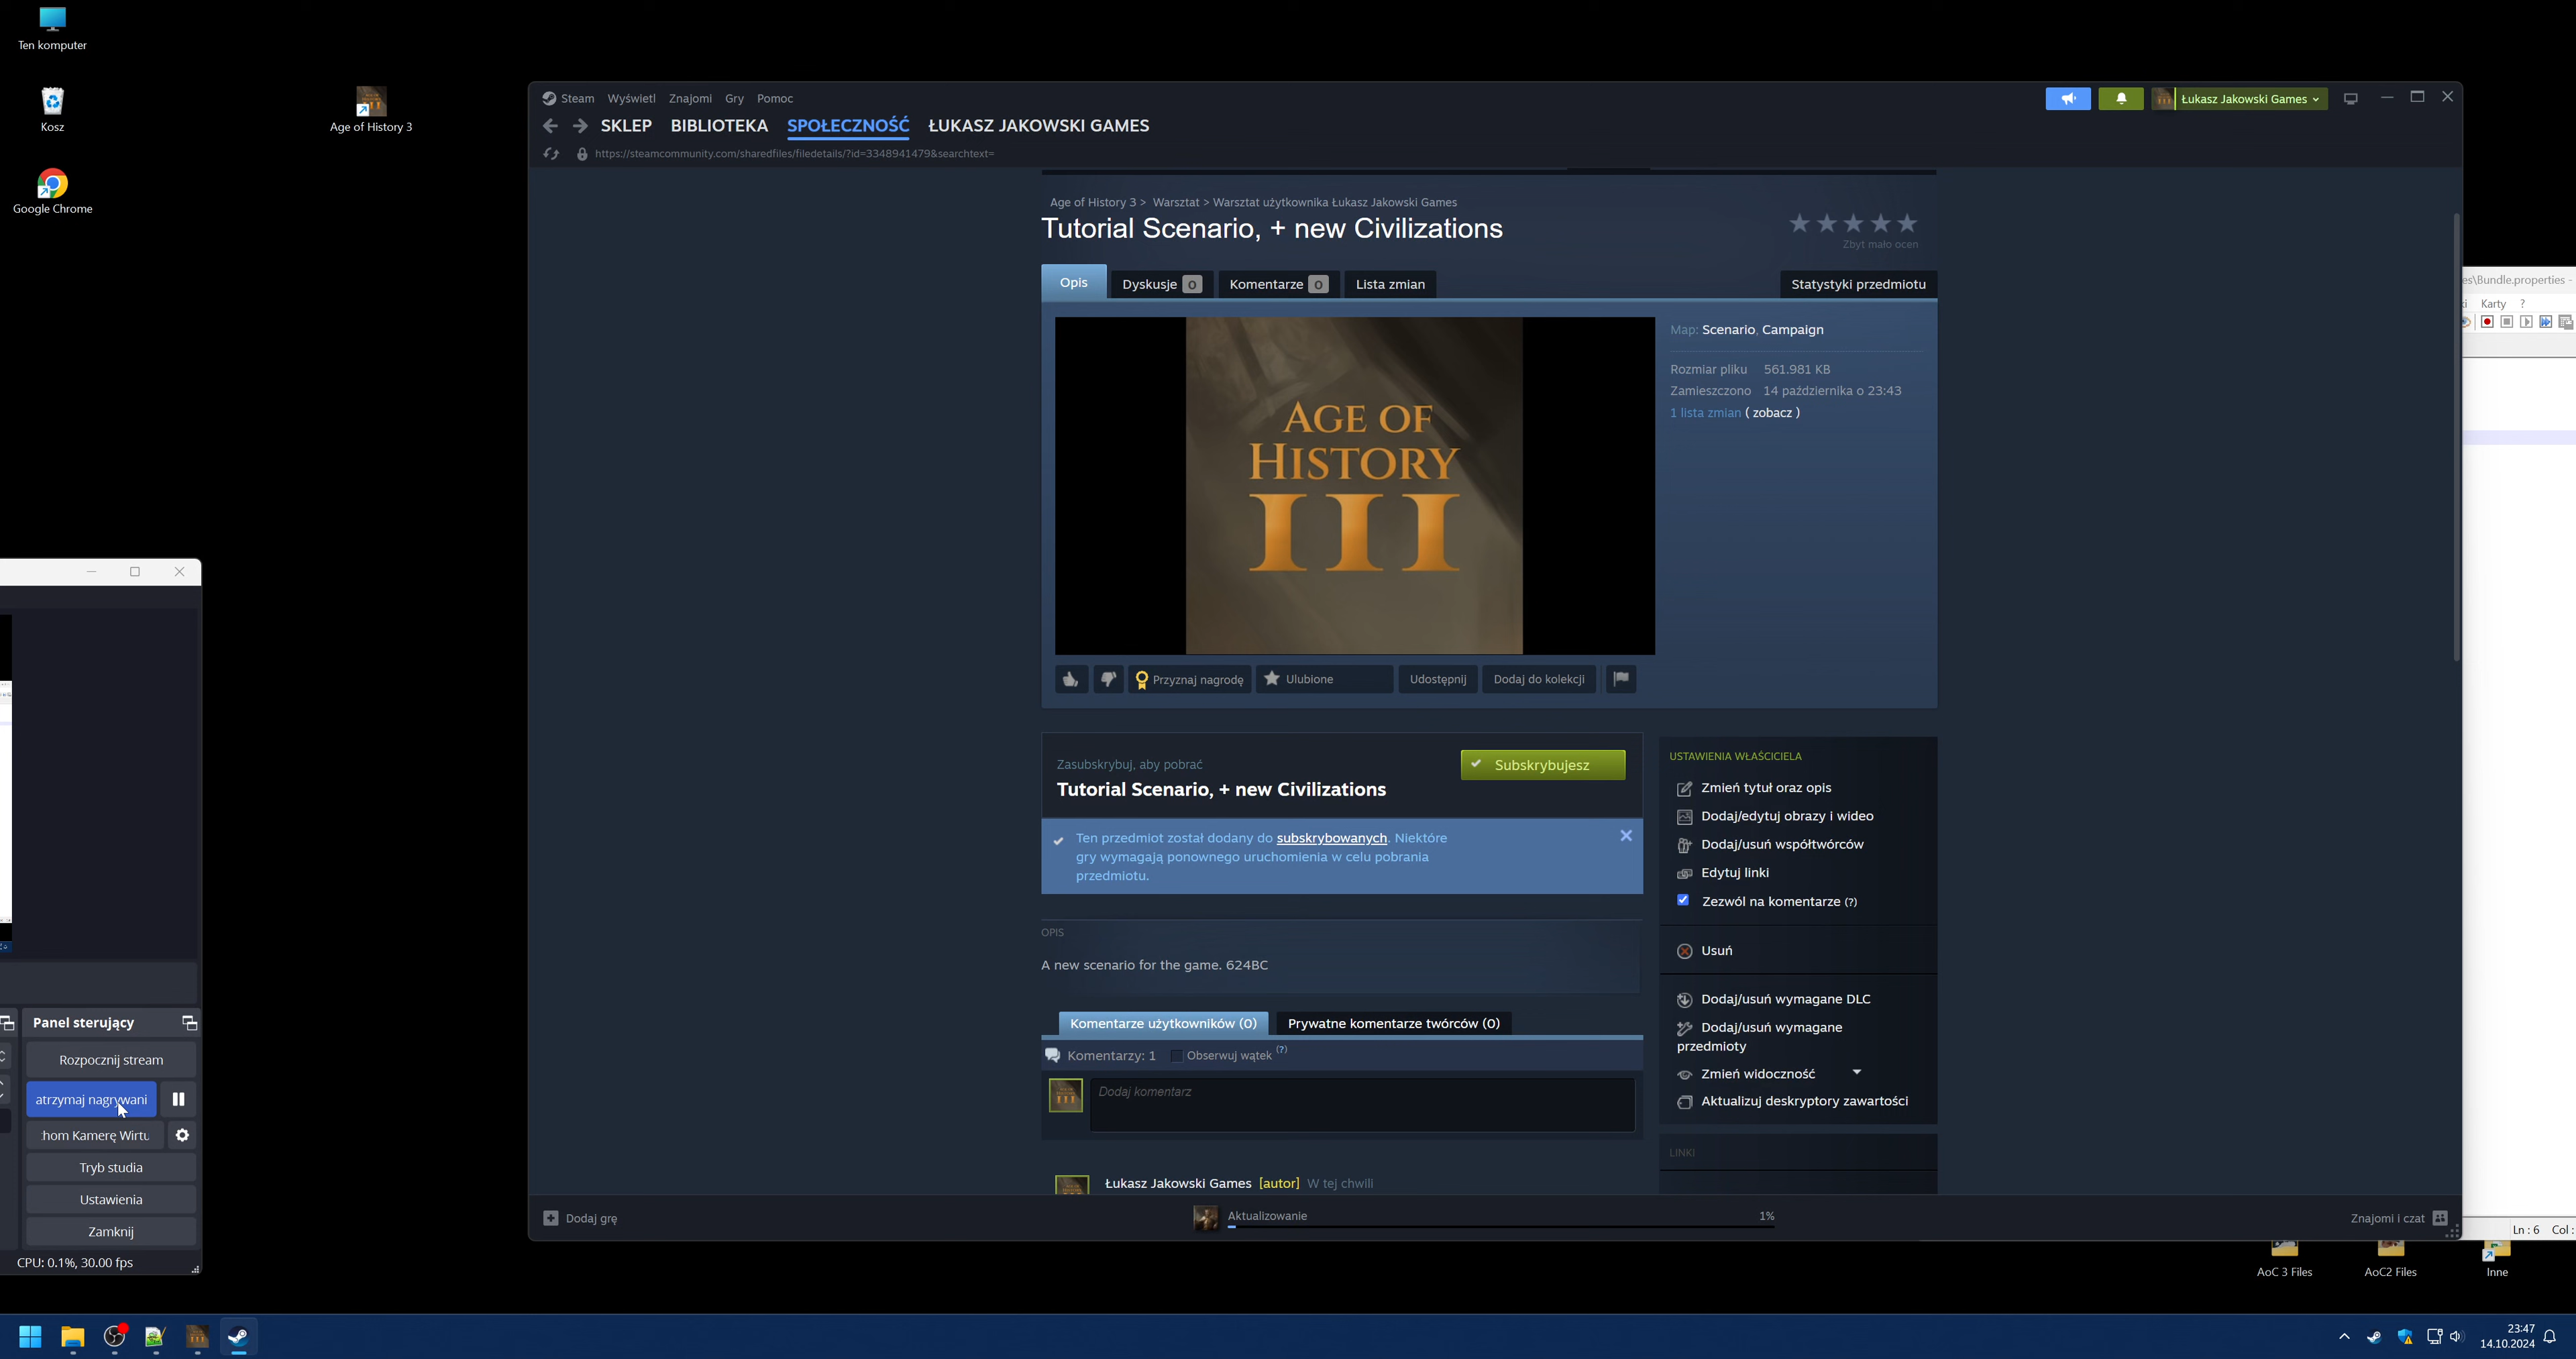 Ten komputer
Kosz
Age of History 3
Google Chrome
Steam Wyświetl Znajomi Gry Pomoc
Łukasz Jakowski Games
SKLEP BIBLIOTEKA SPOŁECZNOŚĆ ŁUKASZ JAKOWSKI GAMES
https://steamcommunity.com/sharedfiles/filedetails/?id=3348941479&searchtext=
Age of History 3 > Warsztat > Warsztat użytkownika Łukasz Jakowski Games
Tutorial Scenario, + new Civilizations
Zbyt mało ocen
Opis Dyskusje 0 Komentarze 0 Lista zmian Statystyki przedmiotu
AGE OF
HISTORY
III
Map: Scenario, Campaign
Rozmiar pliku 561.981 KB
Zamieszczono 14 października o 23:43
1 lista zmian ( zobacz )
Przyznaj nagrodę Ulubione Udostępnij Dodaj do kolekcji
Zasubskrybuj, aby pobrać
Tutorial Scenario, + new Civilizations
Subskrybujesz
Ten przedmiot został dodany do subskrybowanych. Niektóre
gry wymagają ponownego uruchomienia w celu pobrania
przedmiotu.
OPIS
A new scenario for the game. 624BC
Komentarze użytkowników (0) Prywatne komentarze twórców (0)
Komentarzy: 1 Obserwuj wątek (?)
Dodaj komentarz
Łukasz Jakowski Games [autor] W tej chwili
USTAWIENIA WŁAŚCICIELA
Zmień tytuł oraz opis
Dodaj/edytuj obrazy i wideo
Dodaj/usuń współtwórców
Edytuj linki
Zezwól na komentarze (?)
Usuń
Dodaj/usuń wymagane DLC
Dodaj/usuń wymagane
przedmioty
Zmień widoczność
Aktualizuj deskryptory zawartości
LINKI
Dodaj grę
Aktualizowanie 1%
Znajomi i czat
es\Bundle.properties -
ki Karty ?
Ln : 6 Col :
Panel sterujący
Rozpocznij stream
atrzymaj nagrywani
hom Kamerę Wirtu
Tryb studia
Ustawienia
Zamknij
CPU: 0.1%, 30.00 fps
AoC 3 Files
AoC2 Files
Inne
23:47
14.10.2024